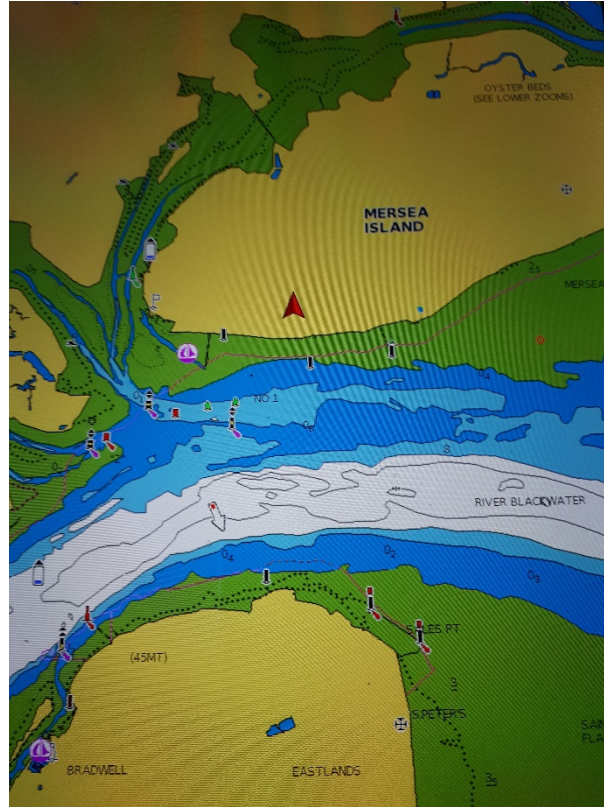 OYSTER BEDS
(SEE LOWER ZOOMS)
MERSEA
ISLAND
MERSEA
NO 1
RIVER BLACKWATER
(45MT)
ST PETER'S
BRADWELL
EASTLANDS